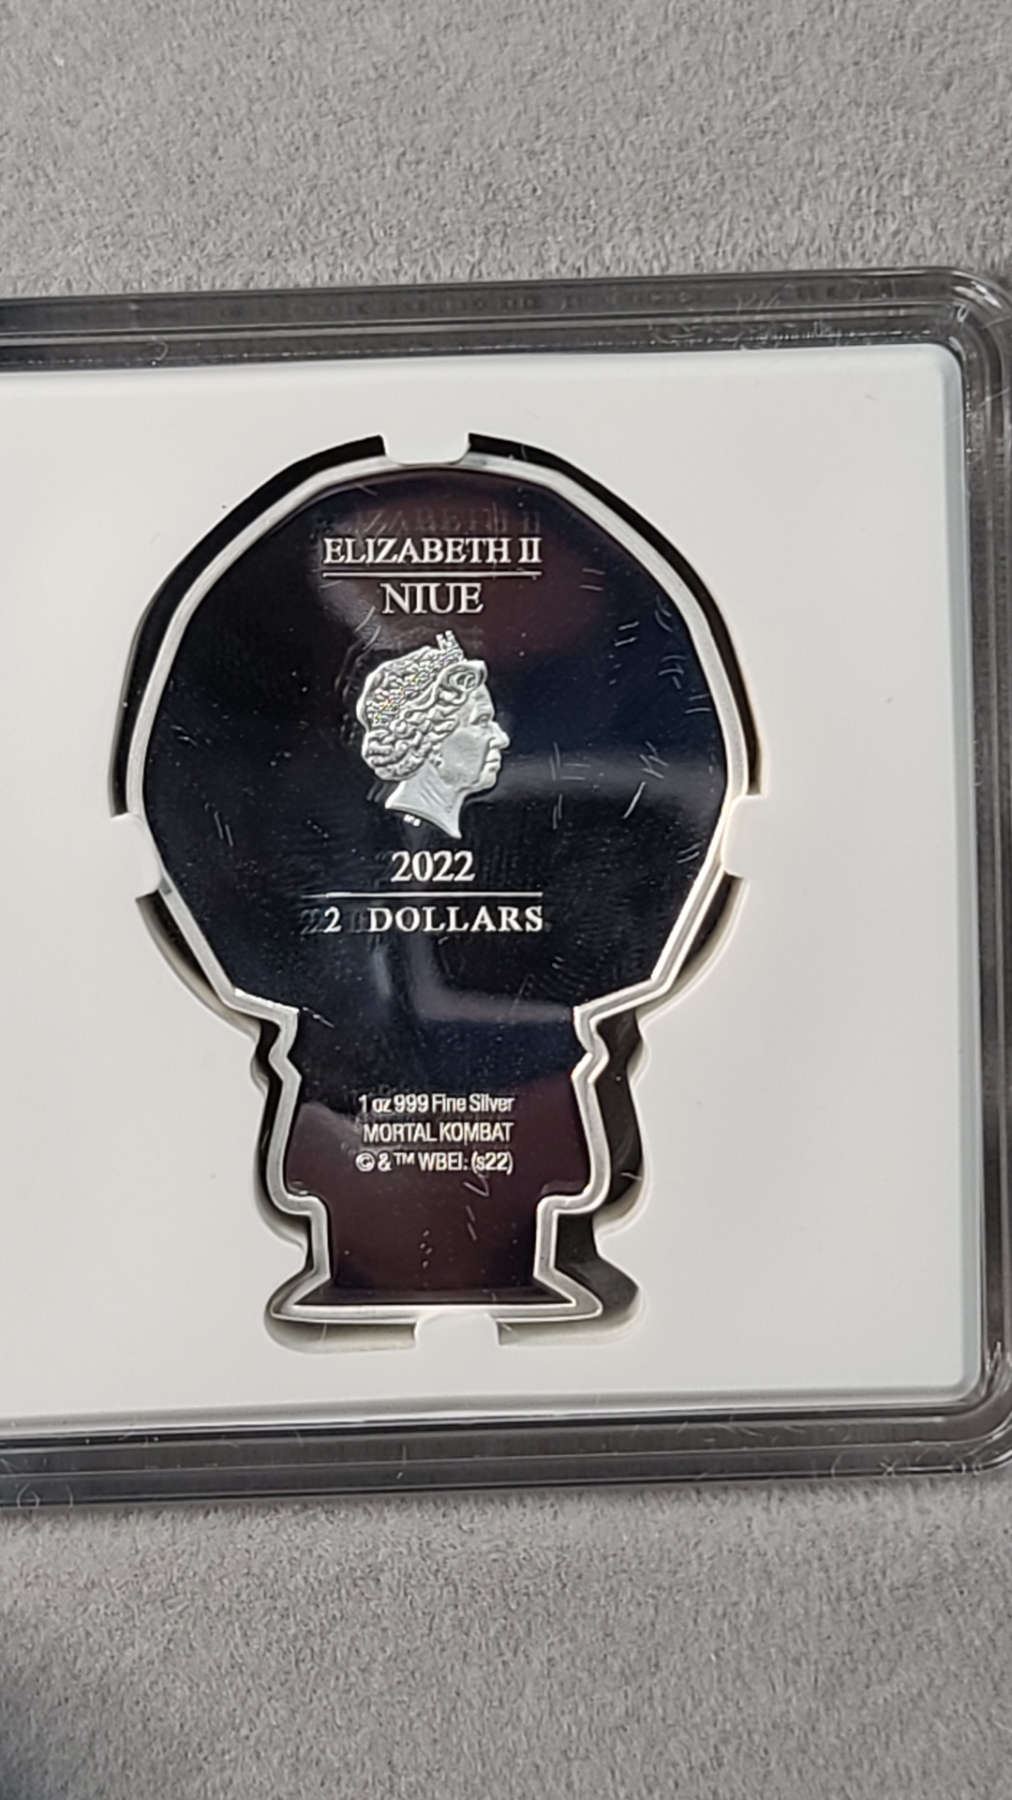 ELIZABETH II
NIUE
2022
2 DOLLARS
1 oz 999 Fine Silver
MORTAL KOMBAT
© & ™ WBEI. (s22)